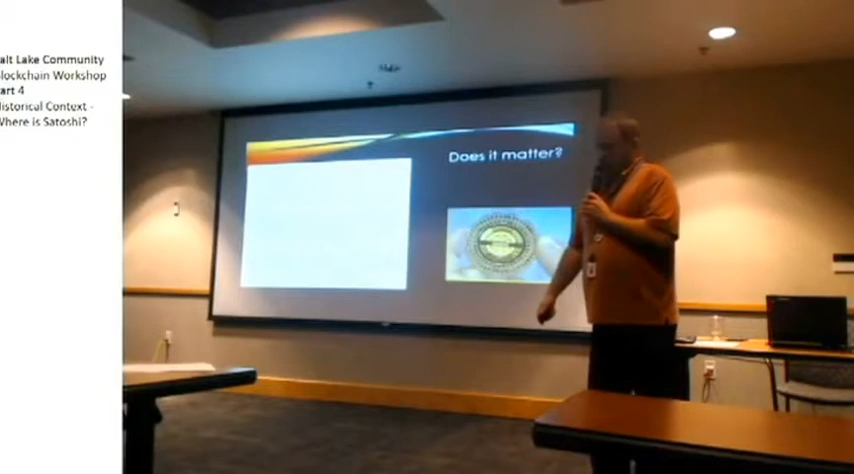 alt Lake Community
lockchain Workshop
art 4
istorical Context -
Where is Satoshi?
Does it matter?